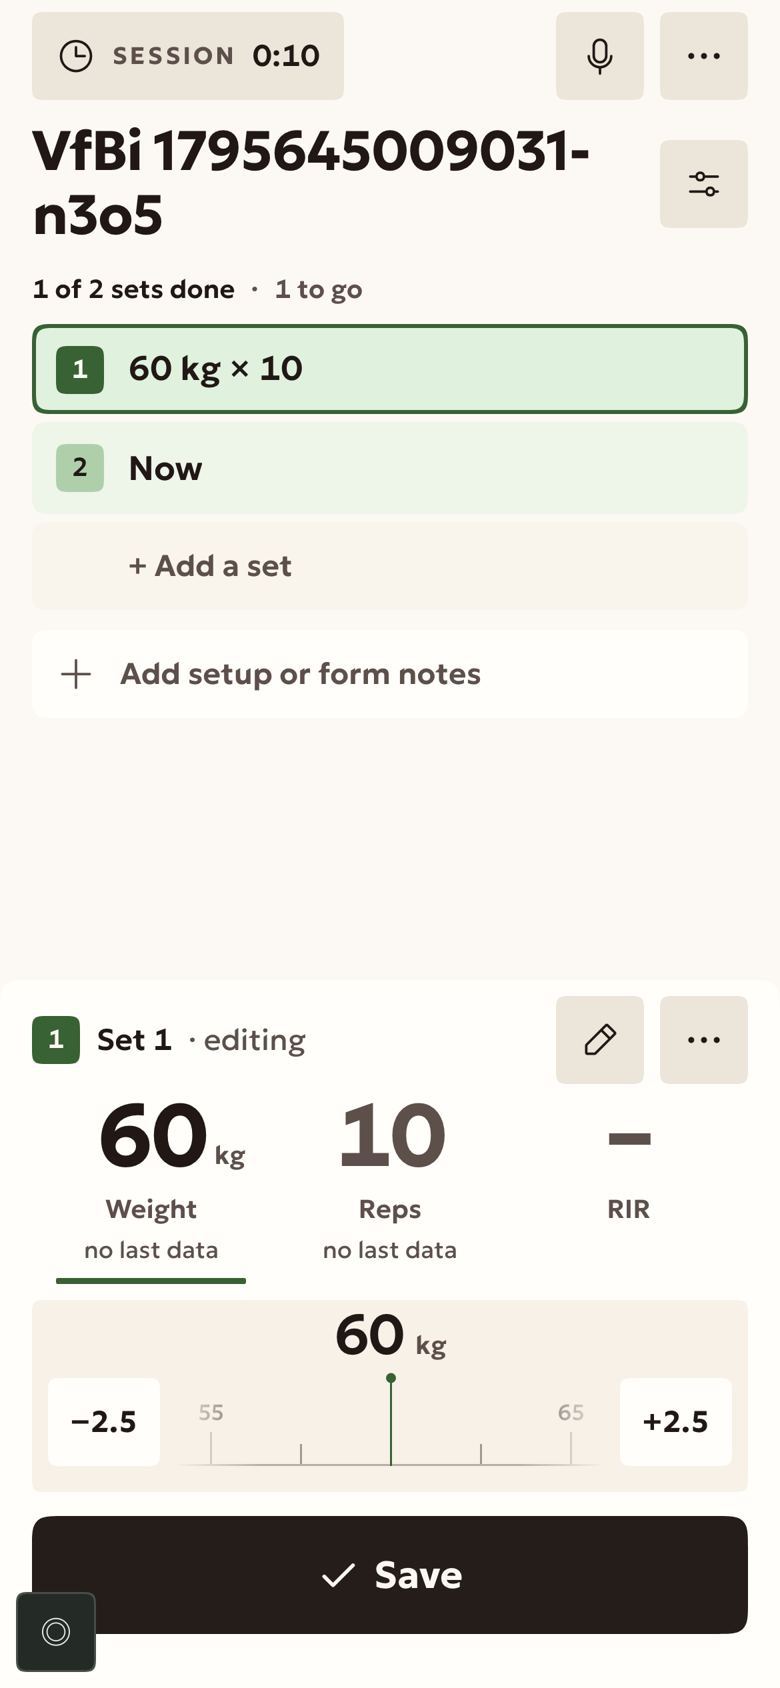 SESSION 0:10
VfBi 1795645009031-
n3o5
1 of 2 sets done · 1 to go
1 60 kg × 10
2 Now
+ Add a set
Add setup or form notes
1 Set 1 · editing
60 kg 10 –
Weight Reps RIR
no last data no last data
60 kg
−2.5 55 65 +2.5
Save